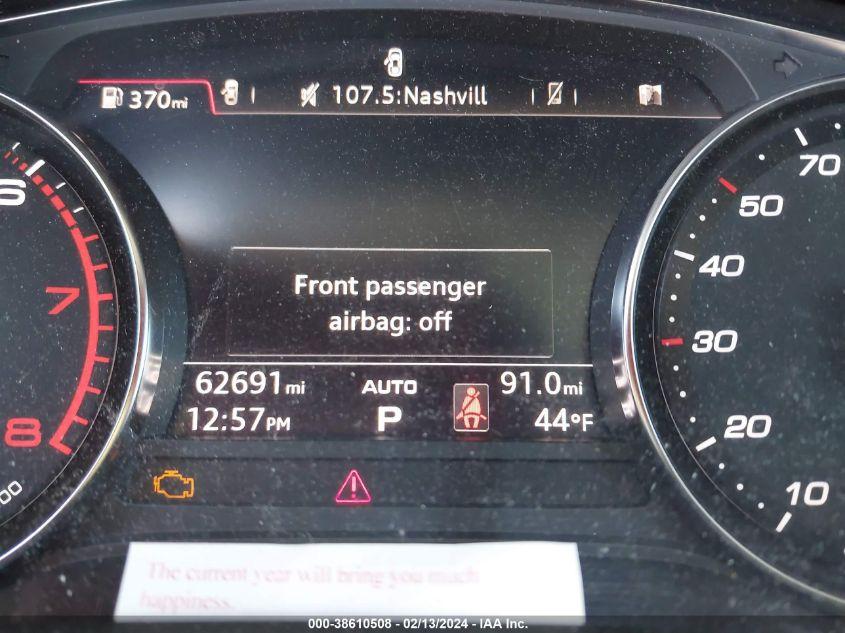 370mi
107.5:Nashvill
6
7
8
00
70
50
40
30
20
10
Front passenger
airbag: off
62691mi AUTO 91.0mi
12:57PM P 44°F
The current year will bring you much
happiness.
000-38610508 - 02/13/2024 - IAA Inc.